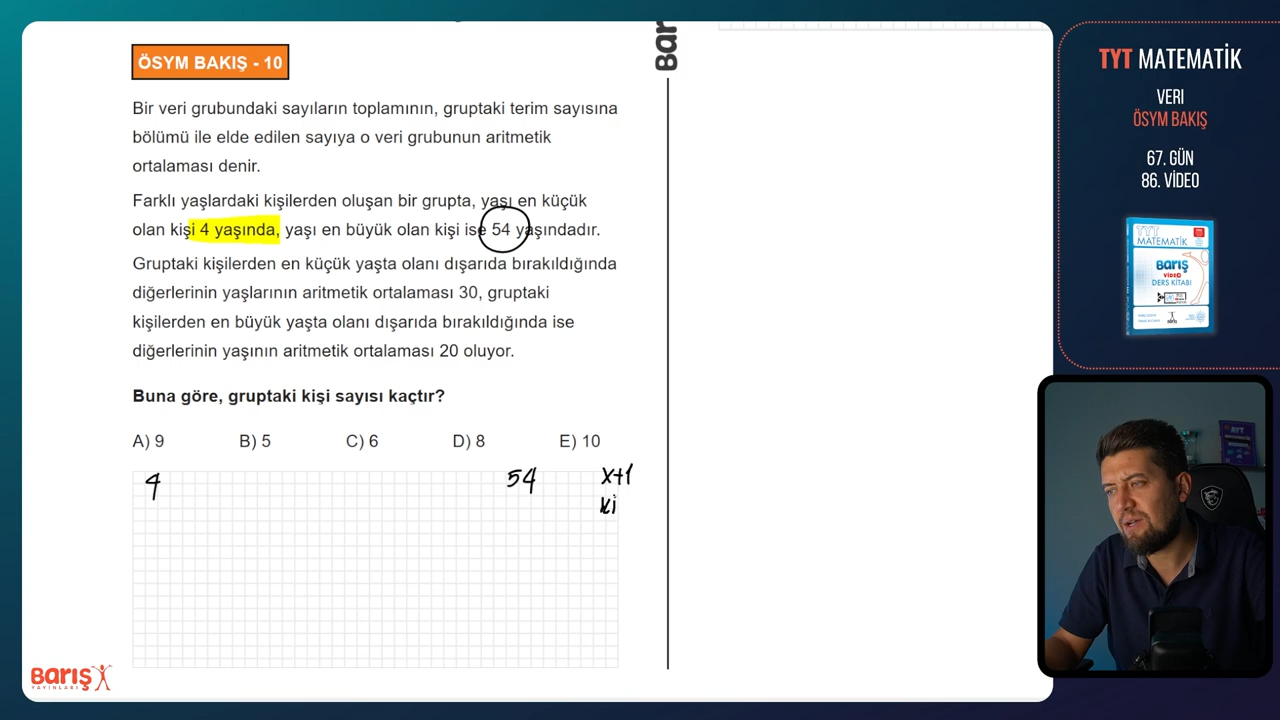 ÖSYM BAKIŞ - 10
Bir veri grubundaki sayıların toplamının, gruptaki terim sayısına
bölümü ile elde edilen sayıya o veri grubunun aritmetik
ortalaması denir.
Farklı yaşlardaki kişilerden oluşan bir grupta, yaşı en küçük
olan kişi 4 yaşında, yaşı en büyük olan kişi ise 54 yaşındadır.
Gruptaki kişilerden en küçük yaşta olanı dışarıda bırakıldığında
diğerlerinin yaşlarının aritmetik ortalaması 30, gruptaki
kişilerden en büyük yaşta olanı dışarıda bırakıldığında ise
diğerlerinin yaşının aritmetik ortalaması 20 oluyor.
Buna göre, gruptaki kişi sayısı kaçtır?
A) 9 B) 5 C) 6 D) 8 E) 10
4 54 x+1
ki
Bar
BARIŞ
YAYINLARI
TYT MATEMATİK
VERI
ÖSYM BAKIŞ
67. GÜN
86. VİDEO
TYT
MATEMATİK
BARIŞ
VİDEO
DERS KİTABI